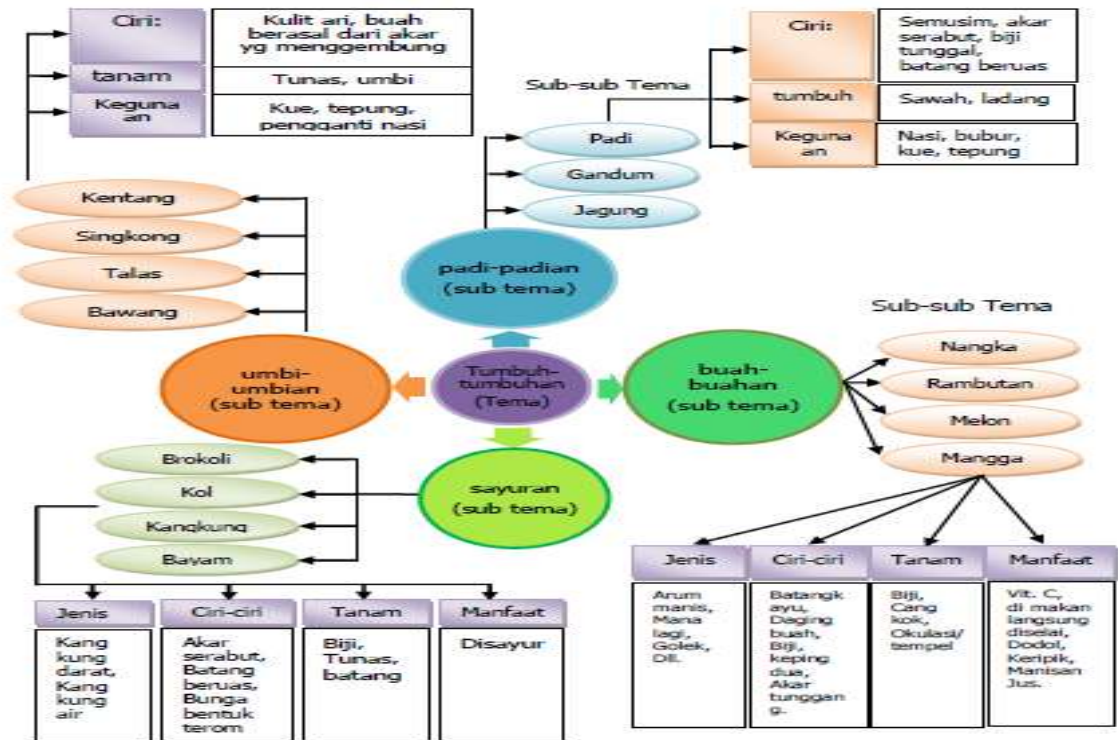 Ciri:
Kulit ari, buah
berasal dari akar
yg menggembung
tanam
Tunas, umbi
Keguna
an
Kue, tepung,
pengganti nasi
Sub-sub Tema
Ciri:
Semusim, akar
serabut, biji
tunggal,
batang beruas
tumbuh
Sawah, ladang
Keguna
an
Nasi, bubur,
kue, tepung
Padi
Gandum
Jagung
Kentang
Singkong
Talas
Bawang
padi-padian
(sub tema)
Sub-sub Tema
Nangka
Rambutan
Melon
Mangga
umbi-
umbian
(sub tema)
Tumbuh-
tumbuhan
(Tema)
buah-
buahan
(sub tema)
Brokoli
Kol
Kangkung
Bayam
sayuran
(sub tema)
Jenis
Kang
kung
darat,
Kang
kung
air
Ciri-ciri
Akar
serabut,
Batang
beruas,
Bunga
bentuk
terom
Tanam
Biji,
Tunas,
batang
Manfaat
Disayur
Jenis
Arum
manis,
Mana
lagi,
Golek,
Dll.
Ciri-ciri
Batangk
ayu,
Daging
buah,
Biji,
keping
dua,
Akar
tunggan
g.
Tanam
Biji,
Cang
kok,
Okulasi/
tempel
Manfaat
Vit. C,
di makan
langsung
diselai,
Dodol,
Keripik,
Manisan
Jus.